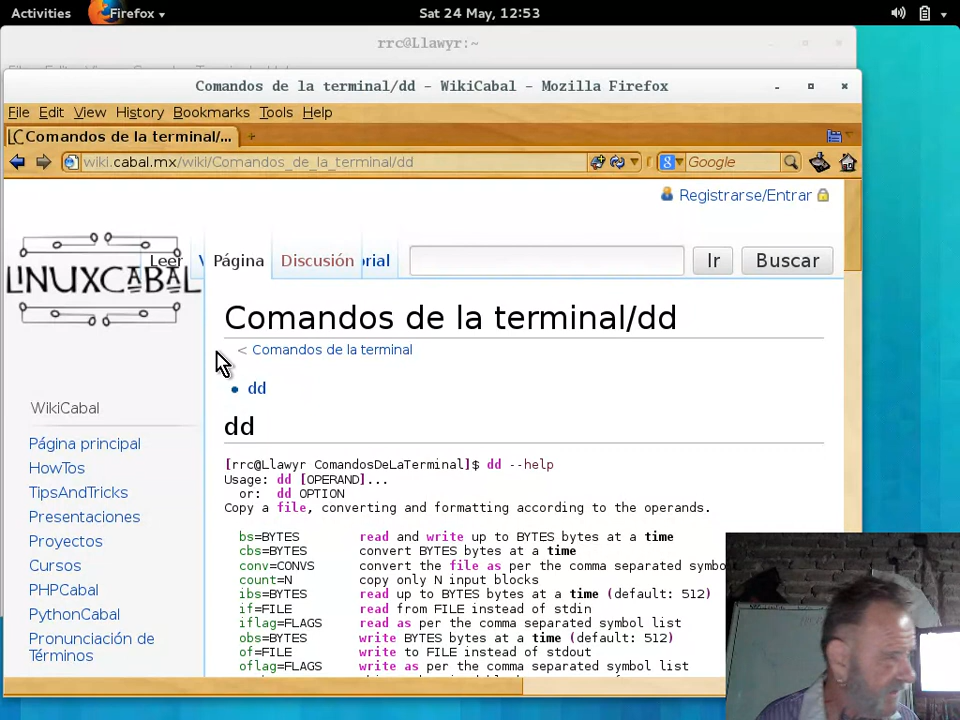 Activities Firefox Sat 24 May, 12:53
rrc@Llawyr:~
Comandos de la terminal/dd - WikiCabal - Mozilla Firefox
File Edit View History Bookmarks Tools Help
Comandos de la terminal/...
wiki.cabal.mx/wiki/Comandos_de_la_terminal/dd Google
Registrarse/Entrar
LINUXCABAL
Leer Página Discusión orial Ir Buscar
Comandos de la terminal/dd
< Comandos de la terminal
dd
dd
WikiCabal
Página principal
HowTos
TipsAndTricks
Presentaciones
Proyectos
Cursos
PHPCabal
PythonCabal
Pronunciación de
Términos
[rrc@Llawyr ComandosDeLaTerminal]$ dd --help
Usage: dd [OPERAND]...
or: dd OPTION
Copy a file, converting and formatting according to the operands.
bs=BYTES read and write up to BYTES bytes at a time
cbs=BYTES convert BYTES bytes at a time
conv=CONVS convert the file as per the comma separated symbo
count=N copy only N input blocks
ibs=BYTES read up to BYTES bytes at a time (default: 512)
if=FILE read from FILE instead of stdin
iflag=FLAGS read as per the comma separated symbol list
obs=BYTES write BYTES bytes at a time (default: 512)
of=FILE write to FILE instead of stdout
oflag=FLAGS write as per the comma separated symbol list